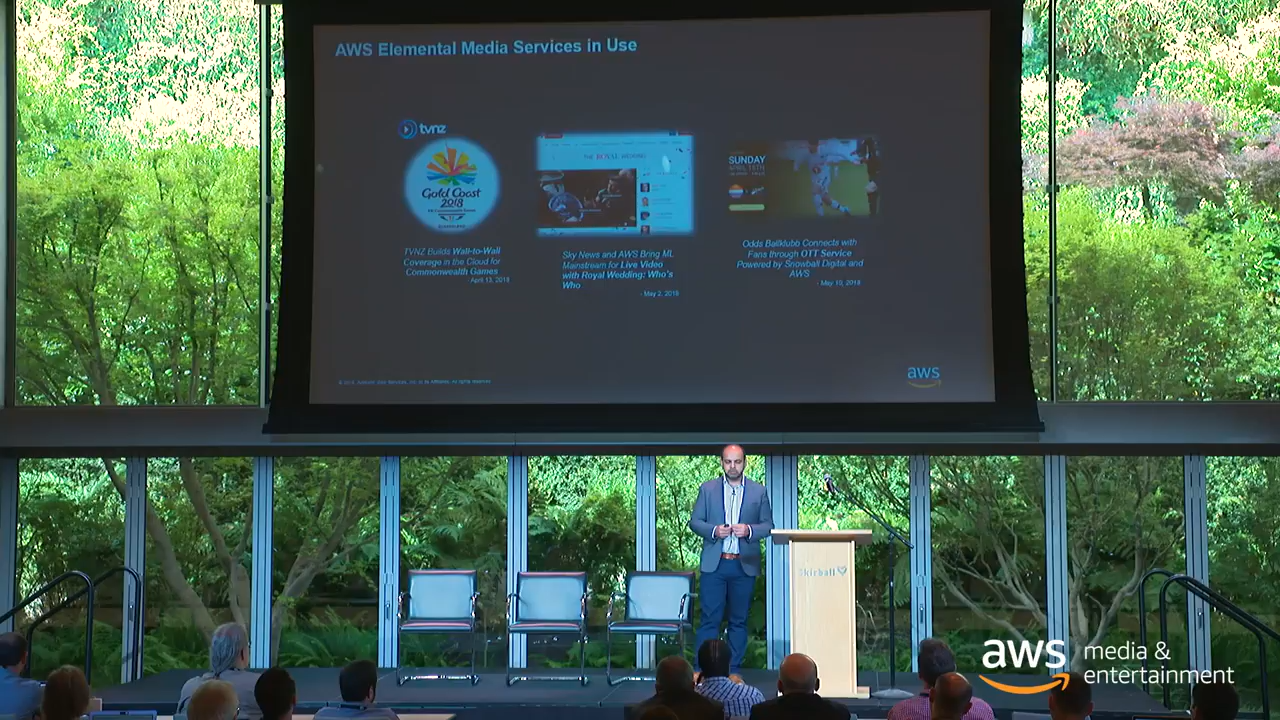 AWS Elemental Media Services in Use
tvnz
Gold Coast
2018
TVNZ Builds Wall-to-Wall
Coverage in the Cloud for
Commonwealth Games
- April 13, 2018
THE ROYAL WEDDING
Sky News and AWS Bring ML
Mainstream for Live Video
with Royal Wedding: Who's
Who
- May 2, 2018
SUNDAY
Odds Ballklubb Connects with
Fans through OTT Service
Powered by Snowball Digital and
AWS
- May 10, 2018
aws
Skirball
aws media &
entertainment